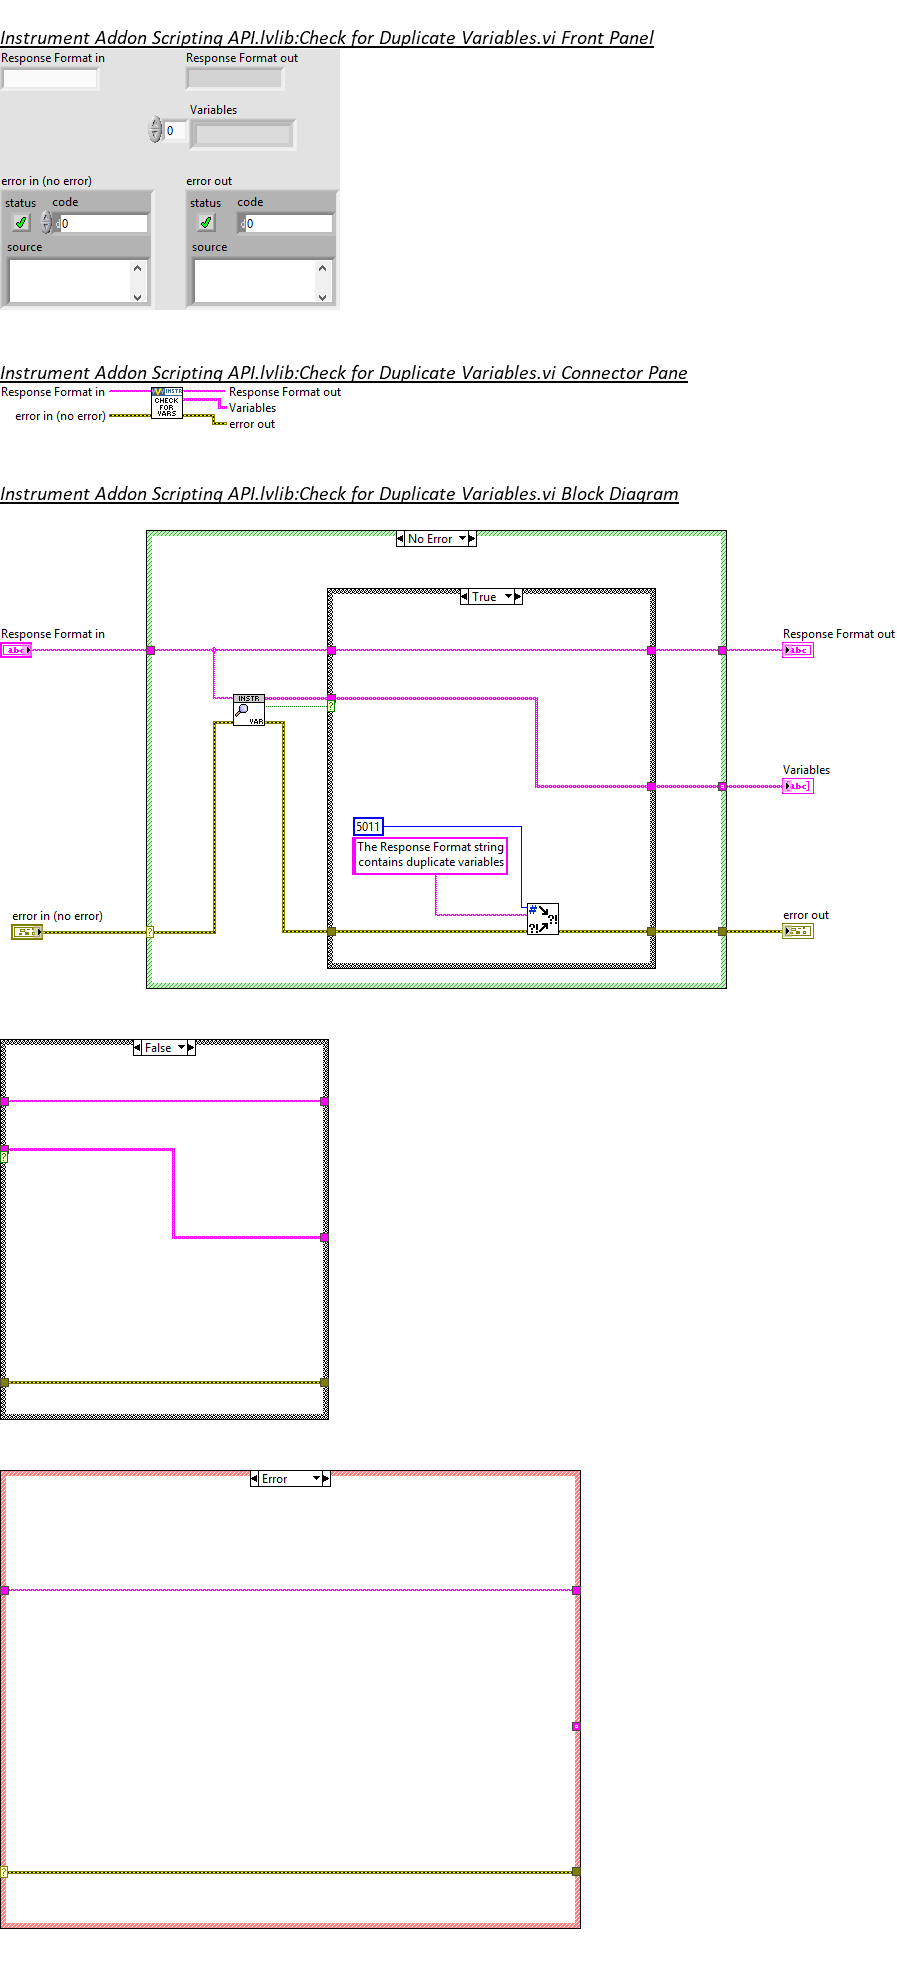 Instrument Addon Scripting API.lvlib:Check for Duplicate Variables.vi Front Panel
Response Format in
Response Format out
Variables
0
error in (no error)
error out
status code
0
source
status code
0
source
Instrument Addon Scripting API.lvlib:Check for Duplicate Variables.vi Connector Pane
Response Format in
INSTR
CHECK
FOR
VARS
Response Format out
Variables
error in (no error)
error out
Instrument Addon Scripting API.lvlib:Check for Duplicate Variables.vi Block Diagram
No Error
True
Response Format in
abc
Response Format out
abc
INSTR
VAR
?
Variables
abc
5011
The Response Format string
contains duplicate variables
#
?!
?!
error in (no error)
?
error out
False
?
Error
?